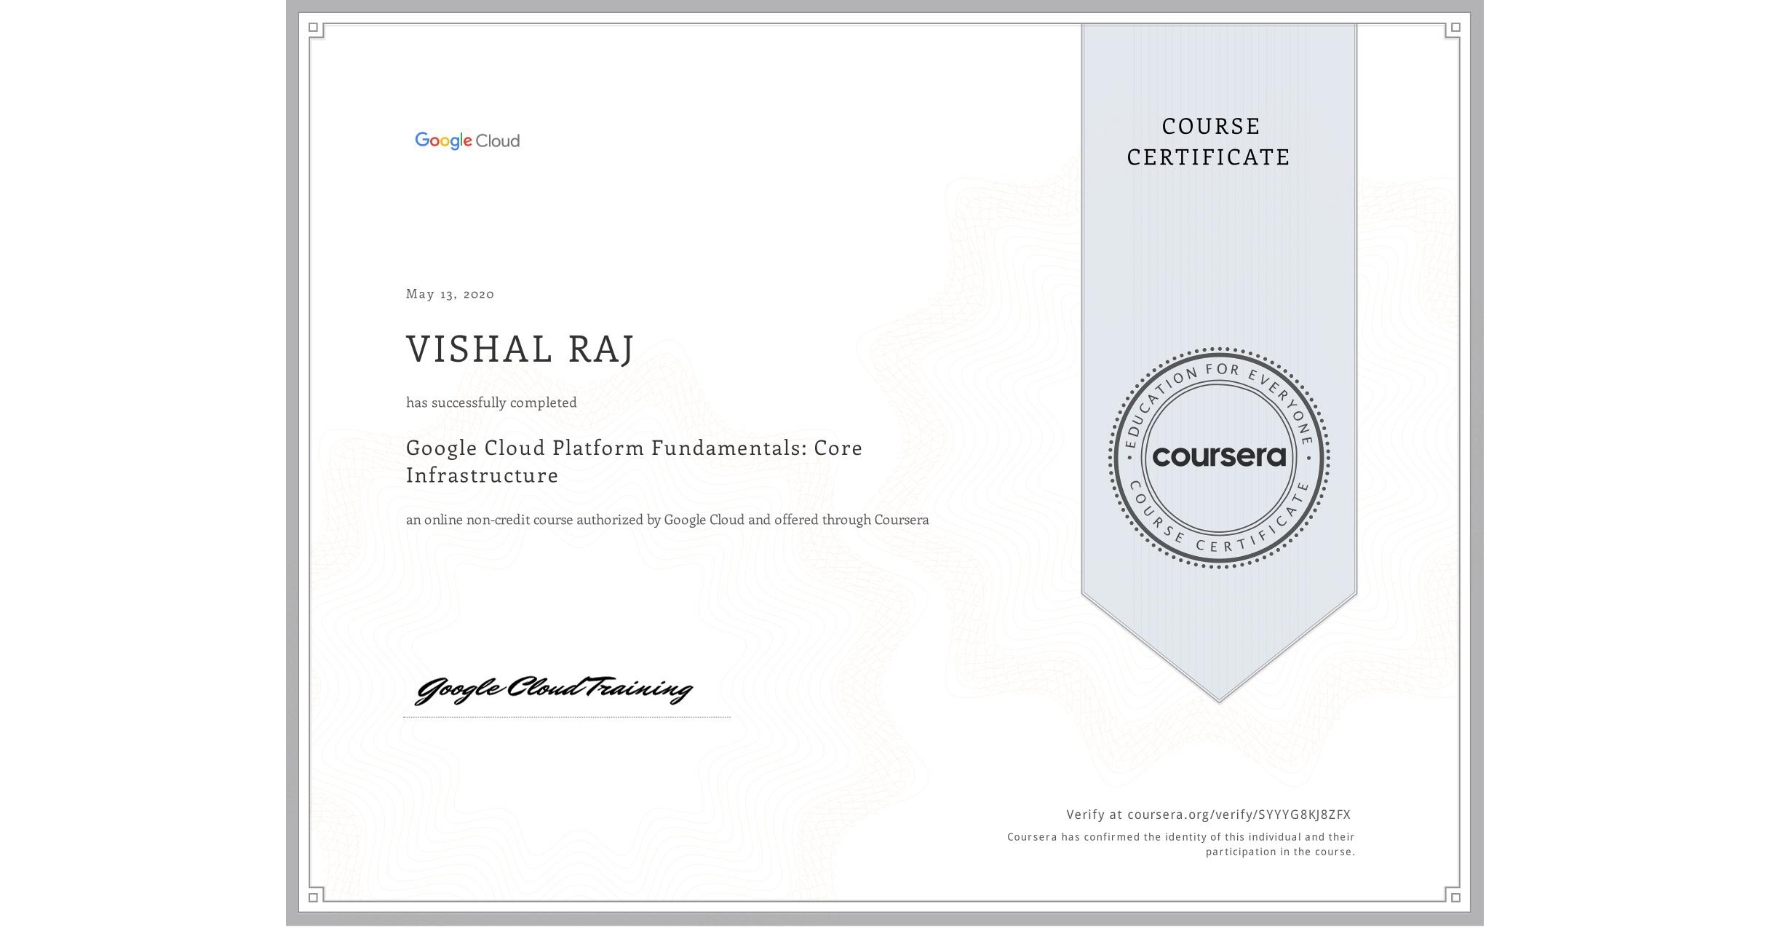 Google Cloud
COURSE
CERTIFICATE
May 13, 2020
VISHAL RAJ
has successfully completed
Google Cloud Platform Fundamentals: Core
Infrastructure
an online non-credit course authorized by Google Cloud and offered through Coursera
EDUCATION FOR EVERYONE
coursera
COURSE CERTIFICATE
Google Cloud Training
Verify at coursera.org/verify/SYYYG8KJ8ZFX
Coursera has confirmed the identity of this individual and their
participation in the course.